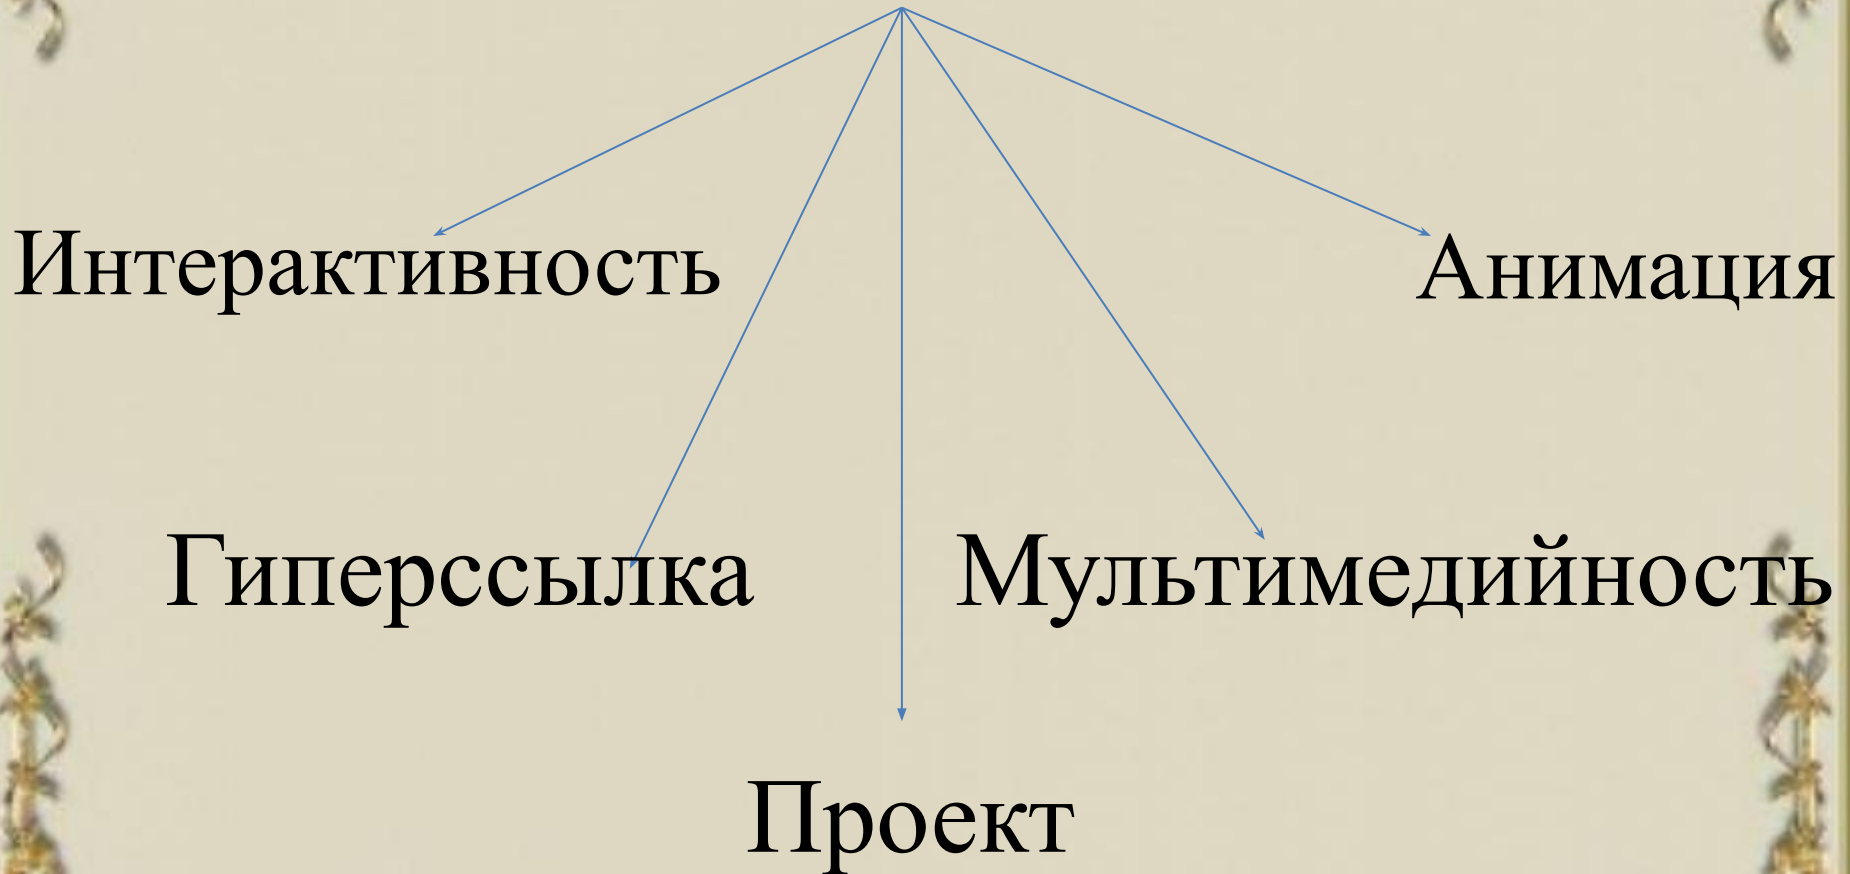 Интерактивность
Анимация
Гиперссылка
Мультимедийность
Проект